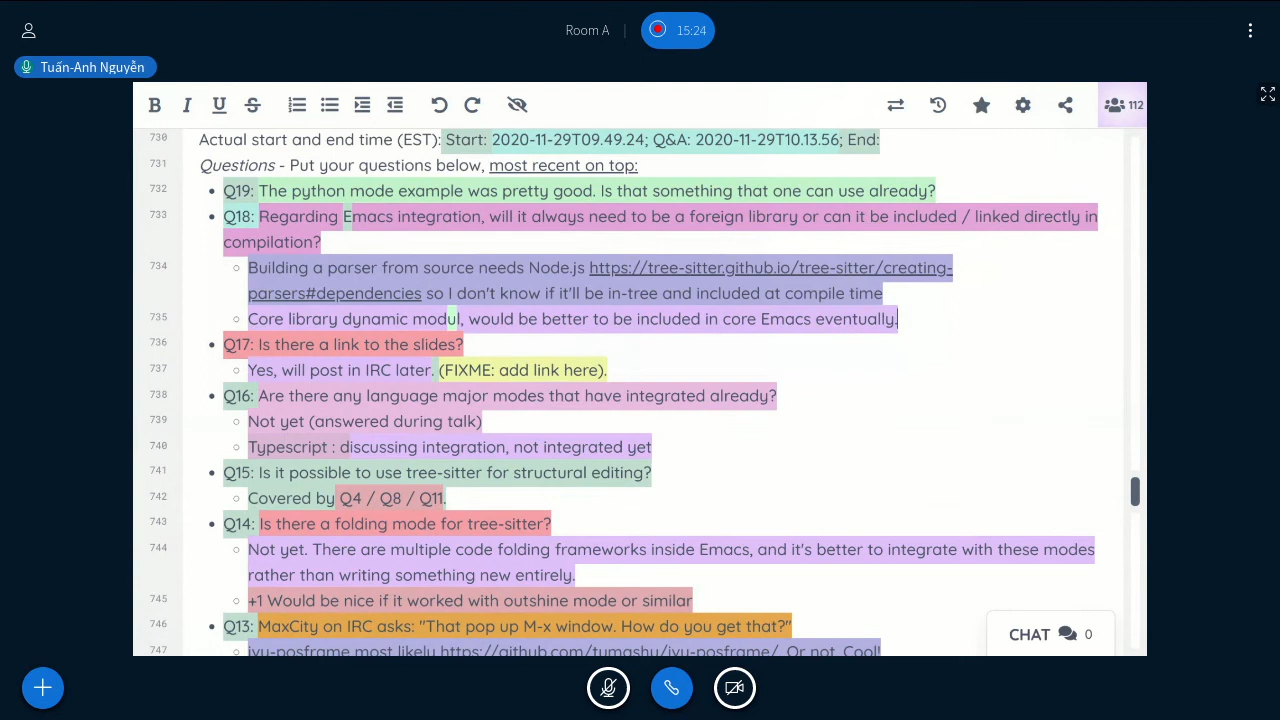 Room A
15:24
Tuấn-Anh Nguyễn
B I U S
112
730 Actual start and end time (EST): Start: 2020-11-29T09.49.24; Q&A: 2020-11-29T10.13.56; End:
731 Questions - Put your questions below, most recent on top:
732 Q19: The python mode example was pretty good. Is that something that one can use already?
733 Q18: Regarding Emacs integration, will it always need to be a foreign library or can it be included / linked directly in
compilation?
734 Building a parser from source needs Node.js https://tree-sitter.github.io/tree-sitter/creating-
parsers#dependencies so I don't know if it'll be in-tree and included at compile time
735 Core library dynamic modul, would be better to be included in core Emacs eventually.
736 Q17: Is there a link to the slides?
737 Yes, will post in IRC later. (FIXME: add link here).
738 Q16: Are there any language major modes that have integrated already?
739 Not yet (answered during talk)
740 Typescript : discussing integration, not integrated yet
741 Q15: Is it possible to use tree-sitter for structural editing?
742 Covered by Q4 / Q8 / Q11.
743 Q14: Is there a folding mode for tree-sitter?
744 Not yet. There are multiple code folding frameworks inside Emacs, and it's better to integrate with these modes
rather than writing something new entirely.
745 +1 Would be nice if it worked with outshine mode or similar
746 Q13: MaxCity on IRC asks: "That pop up M-x window. How do you get that?"
747 ivy-posframe most likely https://github.com/tumashu/ivy-posframe/. Or not. Cool!
CHAT 0